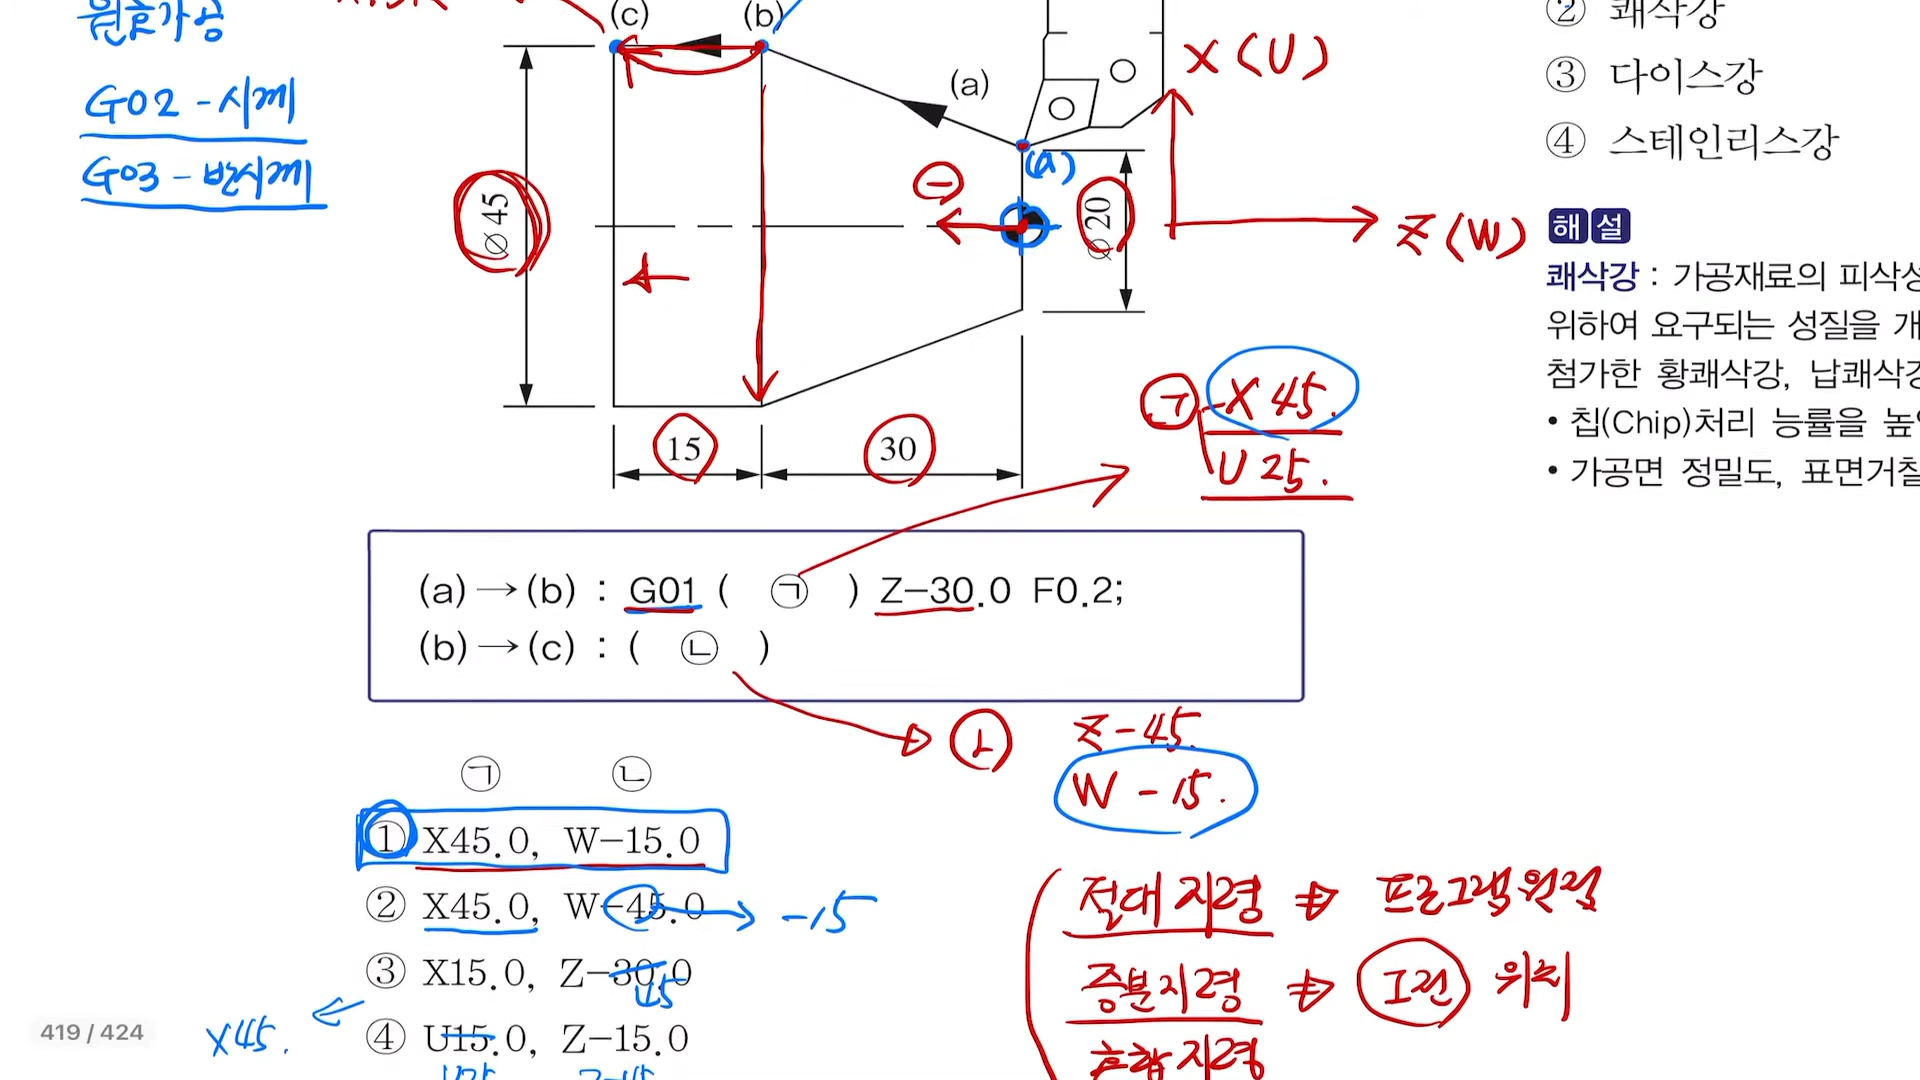 원호가공
G02 - 시계
G03 - 반시계
(c)
(b)
(a)
(a)
⊖
∅45
∅20
X (U)
Z (W)
15
30
㉠ X 45.
U 25.
(a)→(b) : G01 ( ㉠ ) Z-30.0 F0.2;
(b)→(c) : ( ㉡ )
㉡ Z-45.
W -15.
㉠ ㉡
① X45.0, W-15.0
② X45.0, W-45.0 → -15
③ X15.0, Z-30.0
45
X45.
④ U15.0, Z-15.0
절대지령 ⇒ 프로그램원점
증분지령 ⇒ 전 위치
혼합지령
② 쾌삭강
③ 다이스강
④ 스테인리스강
해설
쾌삭강 : 가공재료의 피삭성
위하여 요구되는 성질을 개
첨가한 황쾌삭강, 납쾌삭강
• 칩(Chip)처리 능률을 높
• 가공면 정밀도, 표면거칠
419 / 424